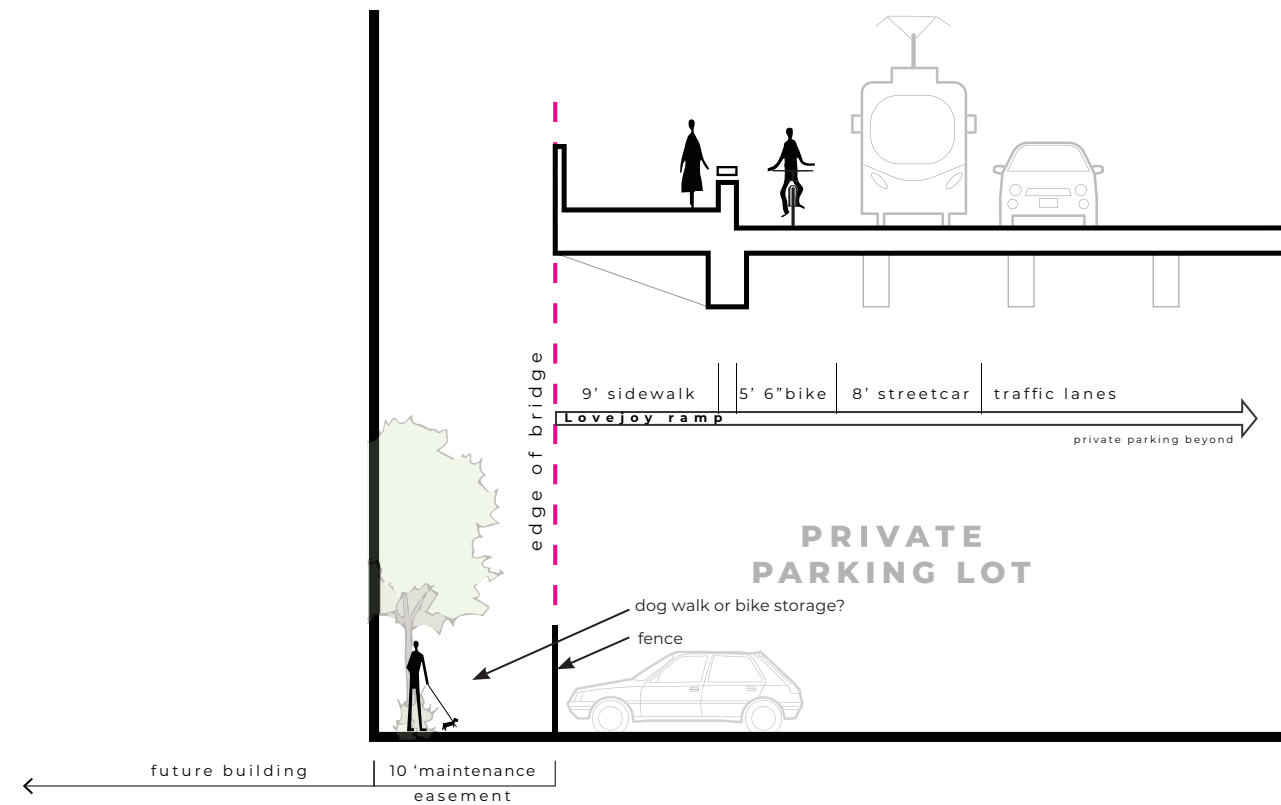 edge of bridge
9’ sidewalk
5’ 6”bike
8’ streetcar
traffic lanes
Lovejoy ramp
private parking beyond
PRIVATE
PARKING LOT
dog walk or bike storage?
fence
future building
10 ‘maintenance
easement